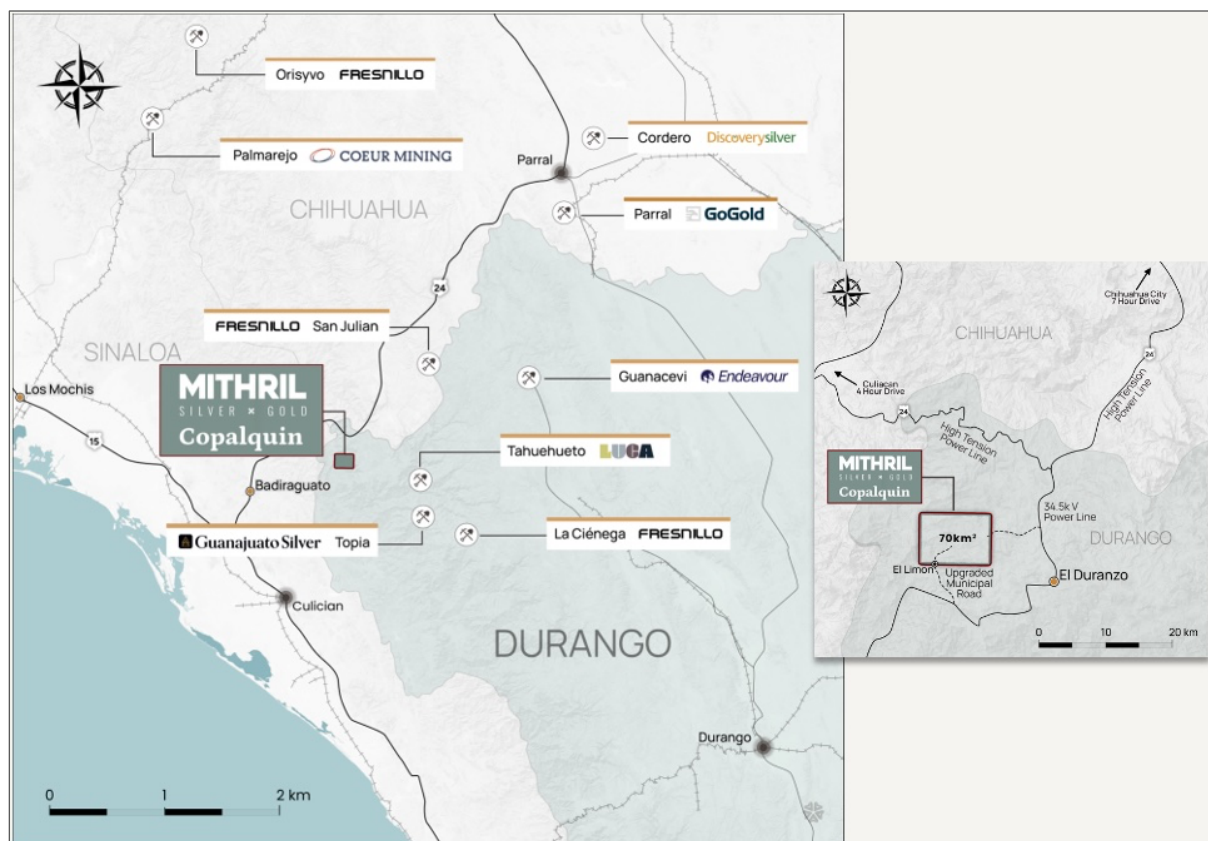 Orisyvo FRESNILLO
Palmarejo COEUR MINING
Cordero Discoverysilver
Parral
Parral GoGold
CHIHUAHUA
24
FRESNILLO San Julian
SINALOA
Los Mochis
MITHRIL
SILVER × GOLD
Copalquin
15
Guanacevi Endeavour
Tahuehueto LUCA
Badiraguato
Guanajuato Silver Topia
La Ciénega FRESNILLO
Culician
DURANGO
Durango
0 1 2 km
Chihuahua City
7 Hour Drive
CHIHUAHUA
Culiacan
4 Hour Drive
24
24
High Tension
Power Line
High Tension
Power Line
MITHRIL
SILVER × GOLD
Copalquin
34.5k V
Power Line
70km²
DURANGO
El Limon
Upgraded
Municipal
Road
El Duranzo
0 10 20 km